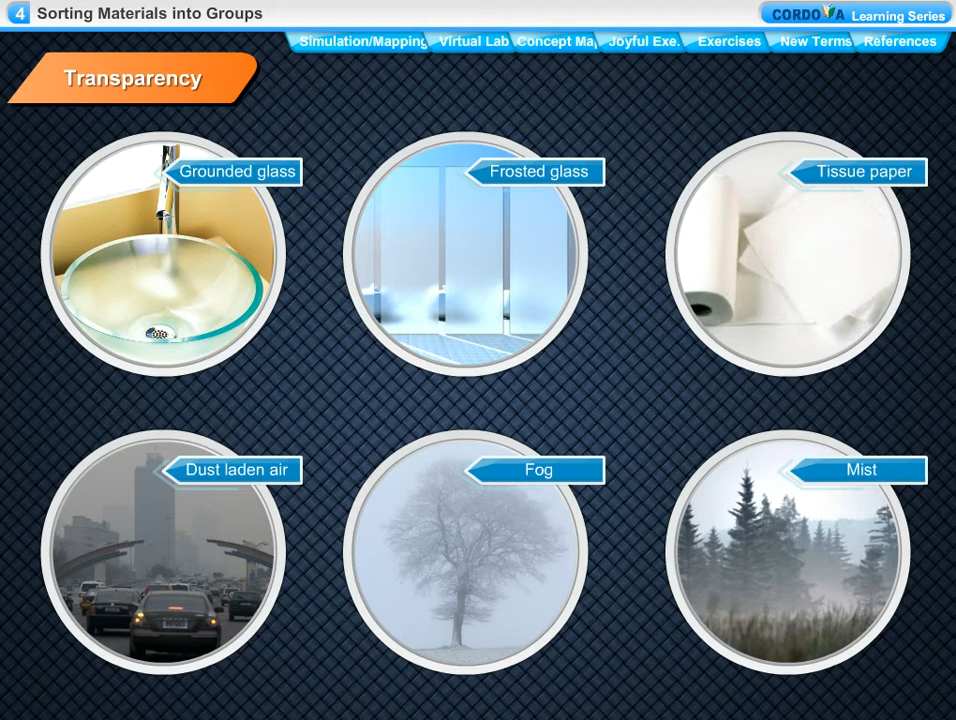 4 Sorting Materials into Groups
CORDOVA Learning Series
Simulation/Mapping Virtual Lab Concept Ma Joyful Exe. Exercises New Terms References
Transparency
Grounded glass
Frosted glass
Tissue paper
Dust laden air
Fog
Mist